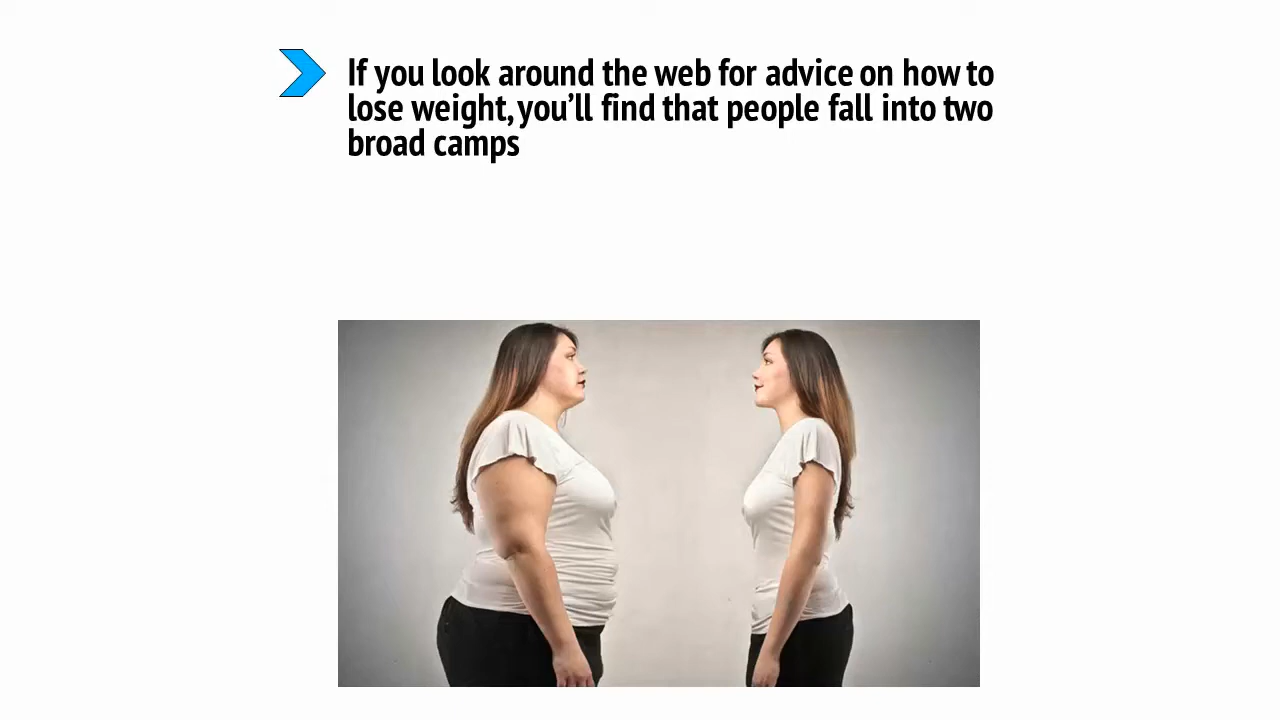 If you look around the web for advice on how to
lose weight, you’ll find that people fall into two
broad camps